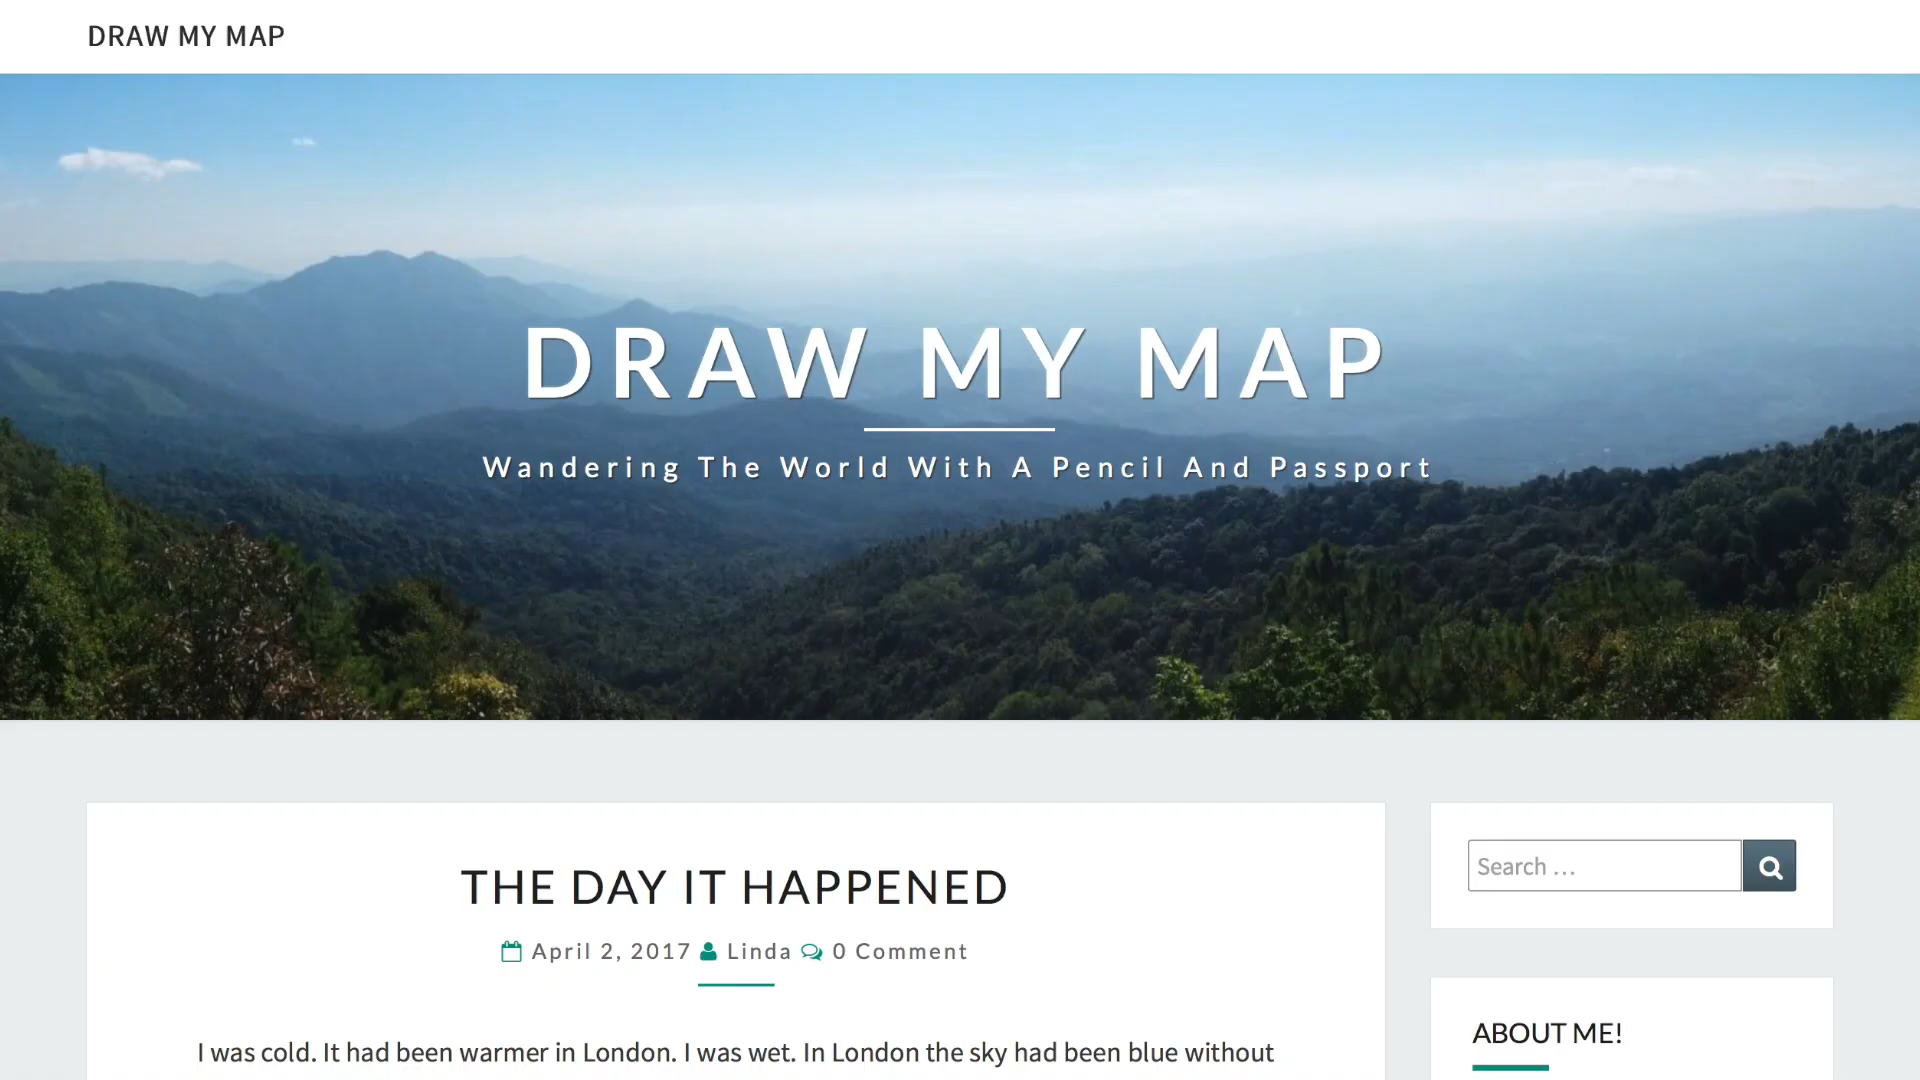 DRAW MY MAP
DRAW MY MAP
Wandering The World With A Pencil And Passport
THE DAY IT HAPPENED
April 2, 2017 Linda 0 Comment
I was cold. It had been warmer in London. I was wet. In London the sky had been blue without
Search …
ABOUT ME!